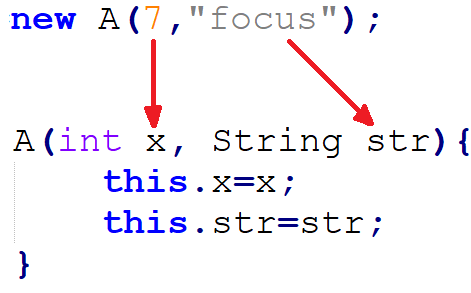 new A(7,"focus");
A(int x, String str){
this.x=x;
this.str=str;
}